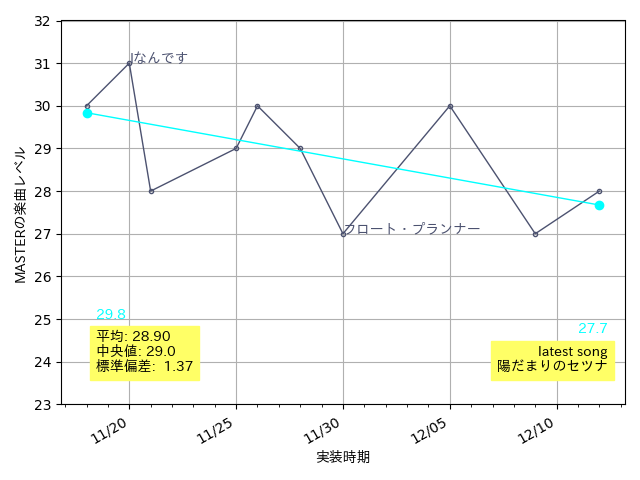 32
31
30
29
28
27
26
25
24
23
MASTERの楽曲レベル
!なんです
フロート・プランナー
29.8
平均: 28.90
中央値: 29.0
標準偏差: 1.37
27.7
latest song
陽だまりのセツナ
11/20
11/25
11/30
12/05
12/10
実装時期